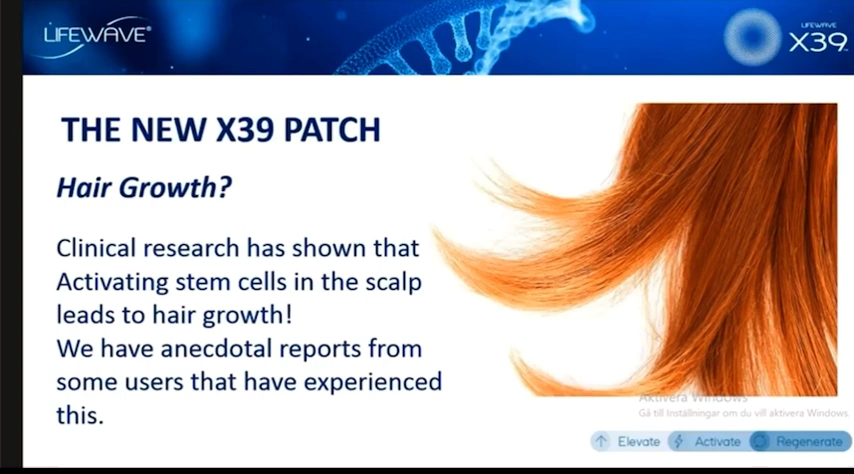 LIFEWAVE®
LIFEWAVE
X39™
THE NEW X39 PATCH
Hair Growth?
Clinical research has shown that
Activating stem cells in the scalp
leads to hair growth!
We have anecdotal reports from
some users that have experienced
this.
Aktivera Windows
Gå till Inställningar om du vill aktivera Windows.
Elevate Activate Regenerate